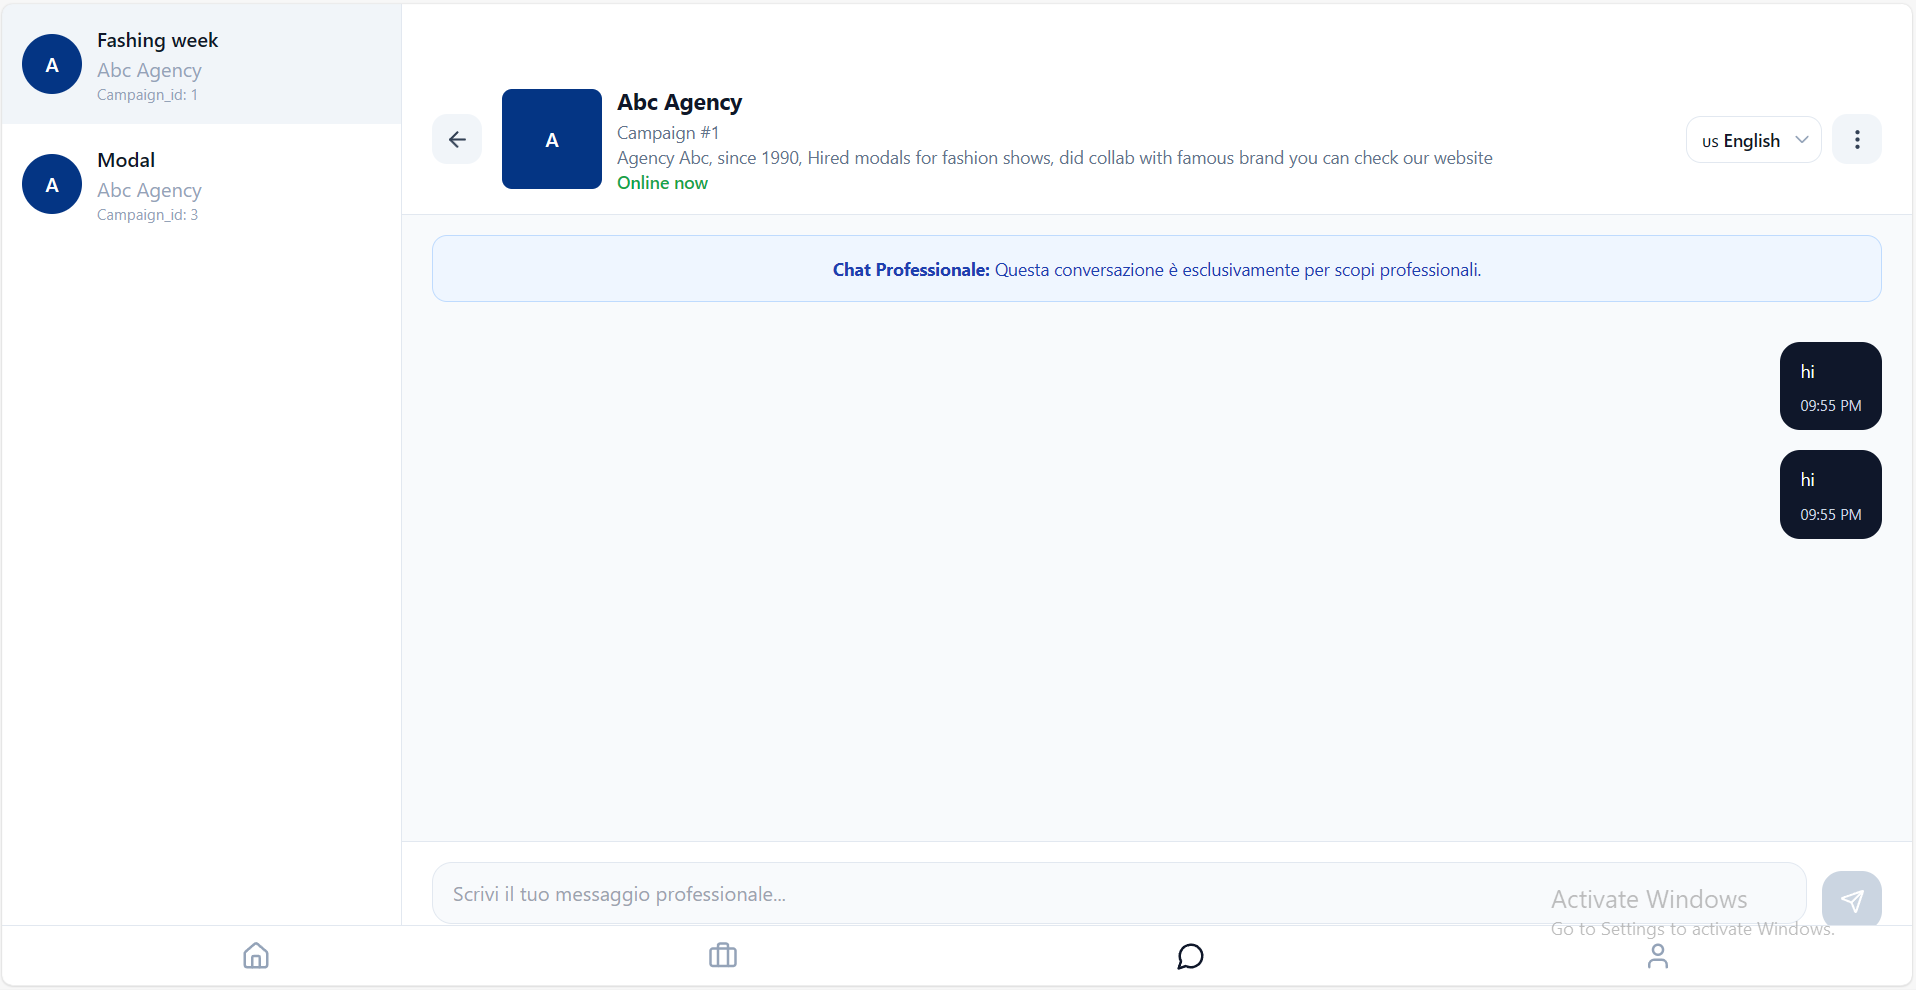 A
Fashing week
Abc Agency
Campaign_id: 1
A
Modal
Abc Agency
Campaign_id: 3
A
Abc Agency
Campaign #1
Agency Abc, since 1990, Hired modals for fashion shows, did collab with famous brand you can check our website
Online now
us English
Chat Professionale: Questa conversazione è esclusivamente per scopi professionali.
hi
09:55 PM
hi
09:55 PM
Scrivi il tuo messaggio professionale...
Activate Windows
Go to Settings to activate Windows.